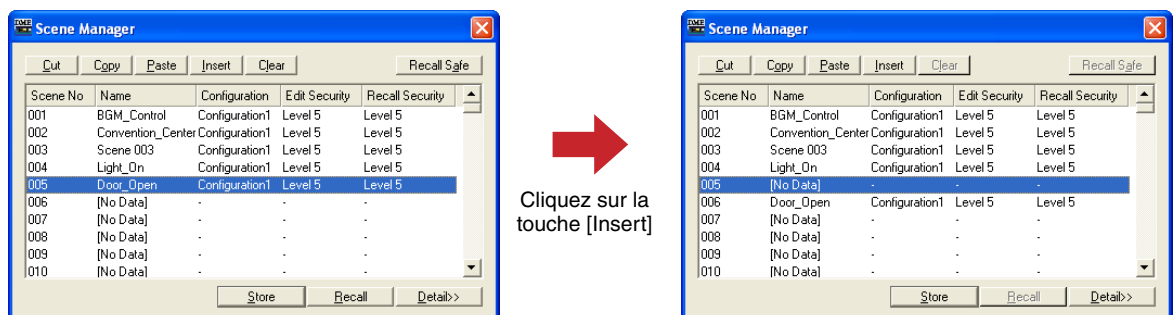 DME Scene Manager
Cut Copy Paste Insert Clear Recall Safe
Scene No Name Configuration Edit Security Recall Security
001 BGM_Control Configuration1 Level 5 Level 5
002 Convention_Center Configuration1 Level 5 Level 5
003 Scene 003 Configuration1 Level 5 Level 5
004 Light_On Configuration1 Level 5 Level 5
005 Door_Open Configuration1 Level 5 Level 5
006 [No Data] - - -
007 [No Data] - - -
008 [No Data] - - -
009 [No Data] - - -
010 [No Data] - - -
Store Recall Detail>>
Cliquez sur la
touche [Insert]
DME Scene Manager
Cut Copy Paste Insert Clear Recall Safe
Scene No Name Configuration Edit Security Recall Security
001 BGM_Control Configuration1 Level 5 Level 5
002 Convention_Center Configuration1 Level 5 Level 5
003 Scene 003 Configuration1 Level 5 Level 5
004 Light_On Configuration1 Level 5 Level 5
005 [No Data] - - -
006 Door_Open Configuration1 Level 5 Level 5
007 [No Data] - - -
008 [No Data] - - -
009 [No Data] - - -
010 [No Data] - - -
Store Recall Detail>>